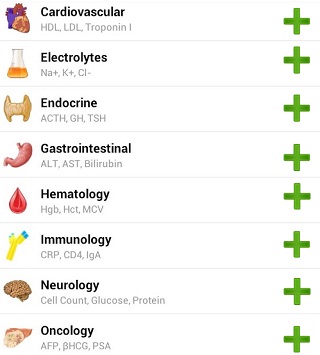 Cardiovascular
HDL, LDL, Troponin I
Electrolytes
Na+, K+, Cl-
Endocrine
ACTH, GH, TSH
Gastrointestinal
ALT, AST, Bilirubin
Hematology
Hgb, Hct, MCV
Immunology
CRP, CD4, IgA
Neurology
Cell Count, Glucose, Protein
Oncology
AFP, βHCG, PSA